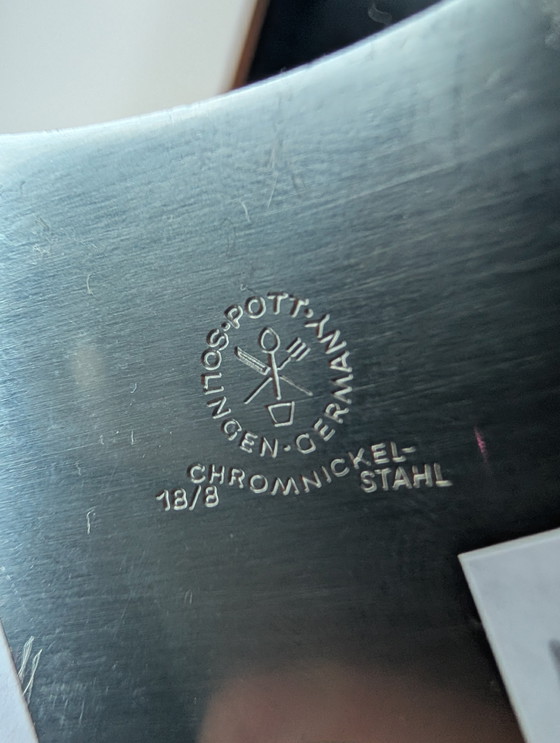 ·POTT·
SOLINGEN·GERMANY
CHROMNICKEL-
18/8 STAHL